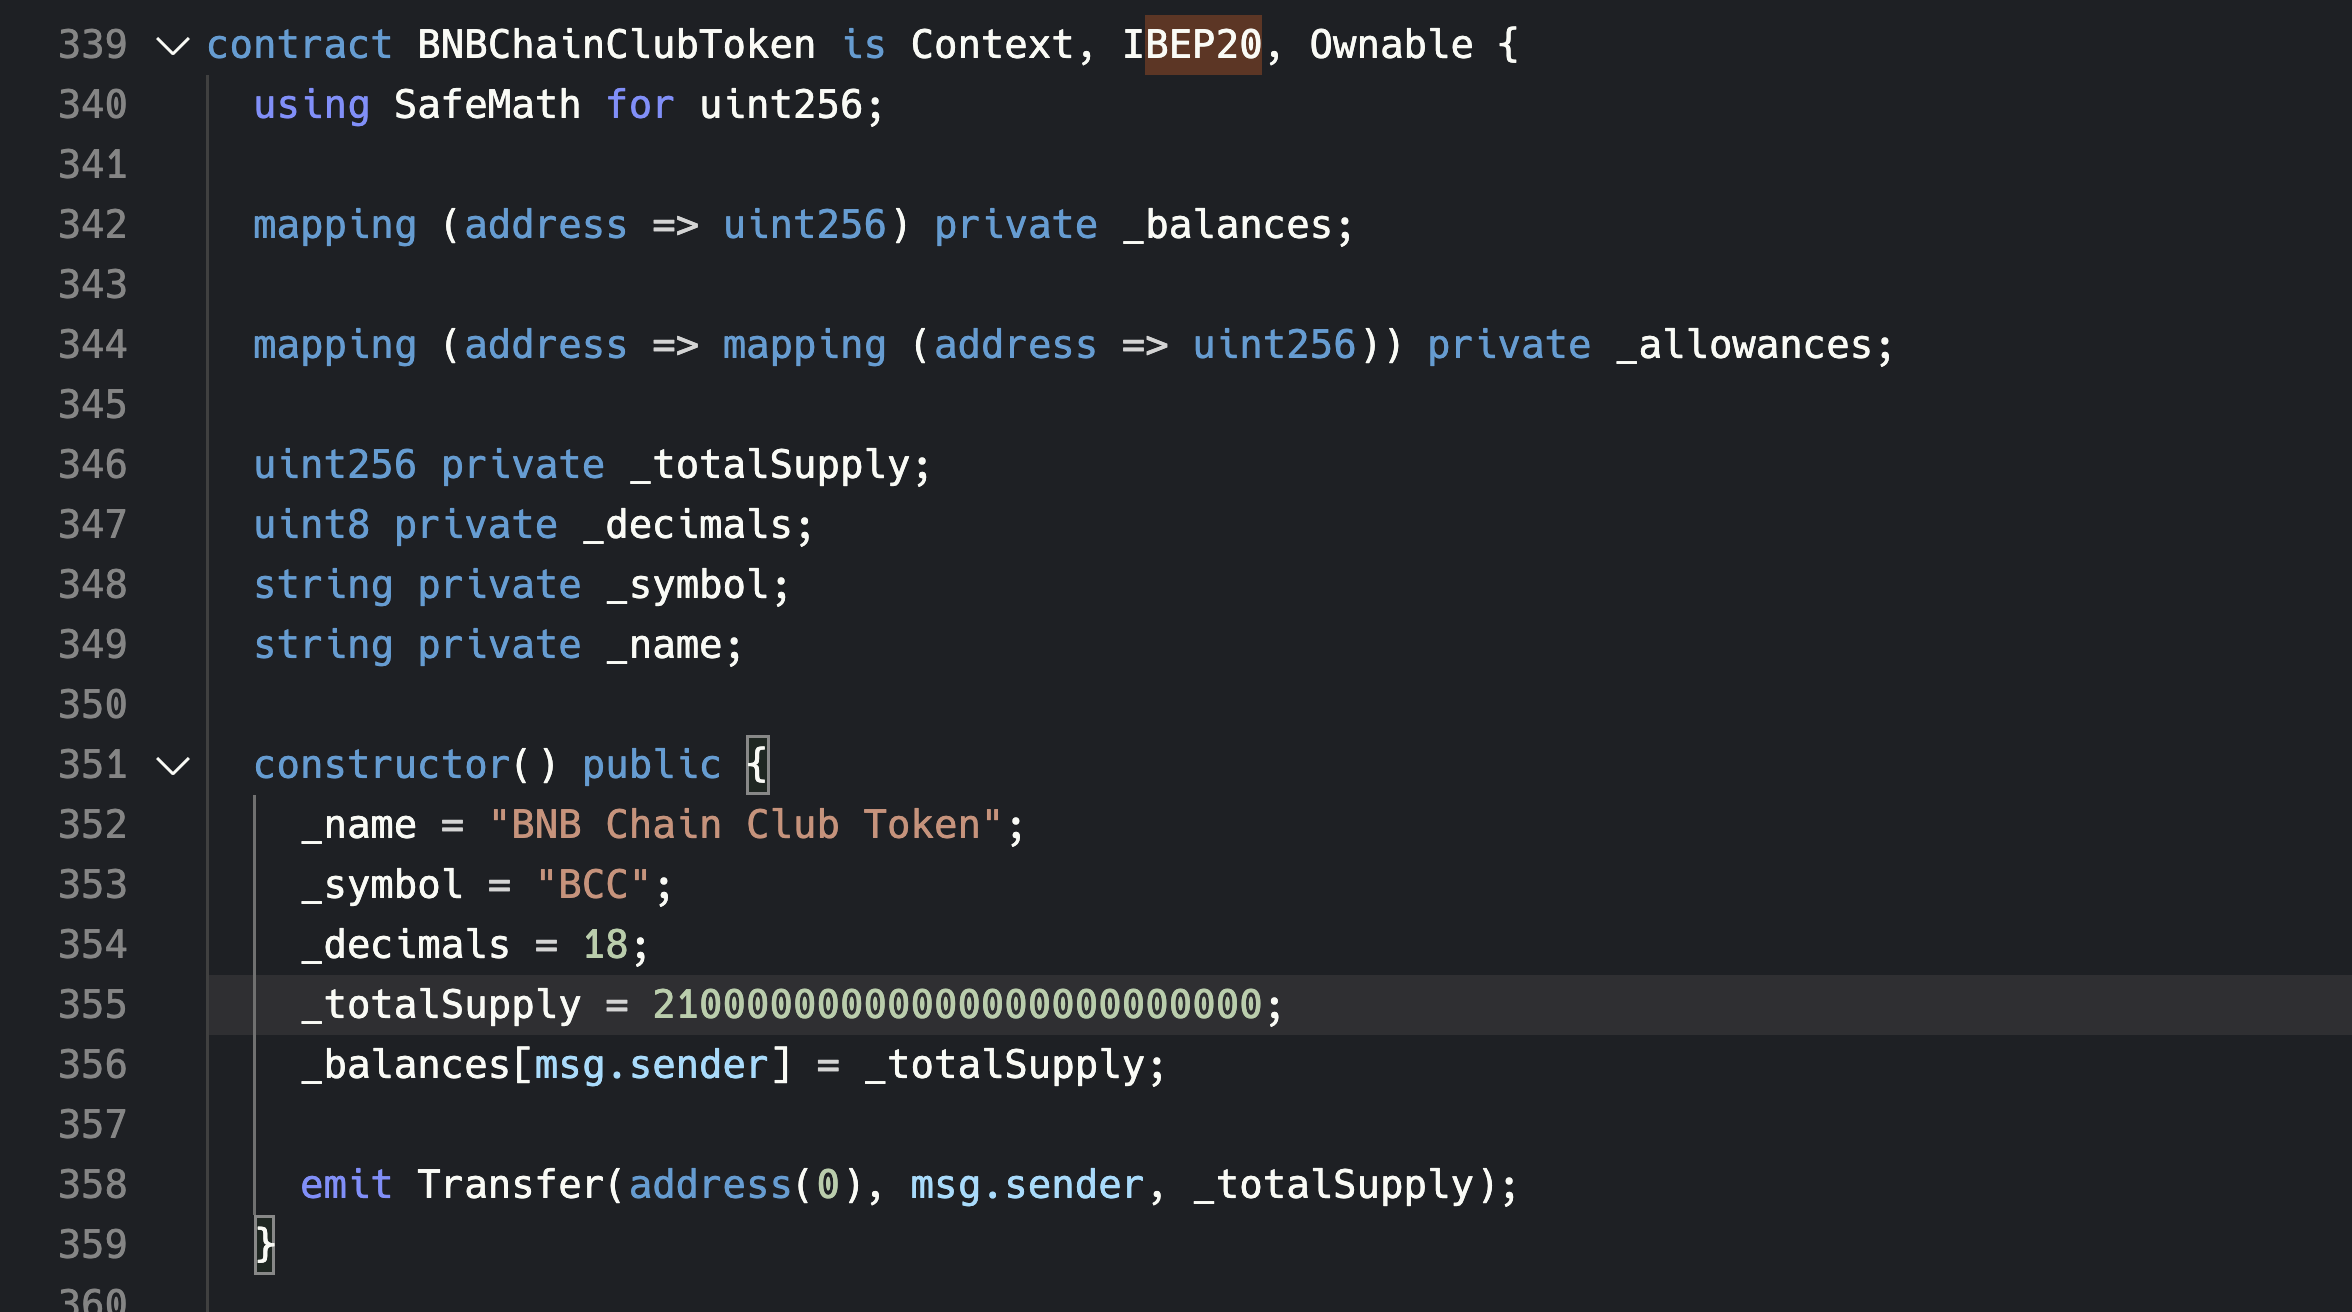 339 contract BNBChainClubToken is Context, IBEP20, Ownable {
340 using SafeMath for uint256;
341
342 mapping (address => uint256) private _balances;
343
344 mapping (address => mapping (address => uint256)) private _allowances;
345
346 uint256 private _totalSupply;
347 uint8 private _decimals;
348 string private _symbol;
349 string private _name;
350
351 constructor() public {
352 _name = "BNB Chain Club Token";
353 _symbol = "BCC";
354 _decimals = 18;
355 _totalSupply = 21000000000000000000000000;
356 _balances[msg.sender] = _totalSupply;
357
358 emit Transfer(address(0), msg.sender, _totalSupply);
359 }
360